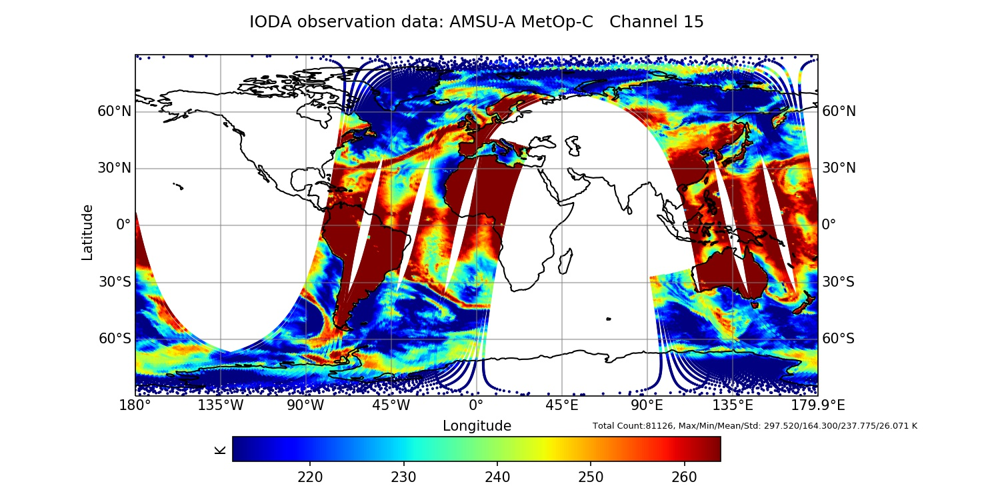 IODA observation data: AMSU-A MetOp-C   Channel 15
60°N
60°N
30°N
30°N
Latitude
0°
0°
30°S
30°S
60°S
60°S
180° 135°W 90°W 45°W 0° 45°E 90°E 135°E 179.9°E
Longitude
Total Count:81126, Max/Min/Mean/Std: 297.520/164.300/237.775/26.071 K
K
220 230 240 250 260